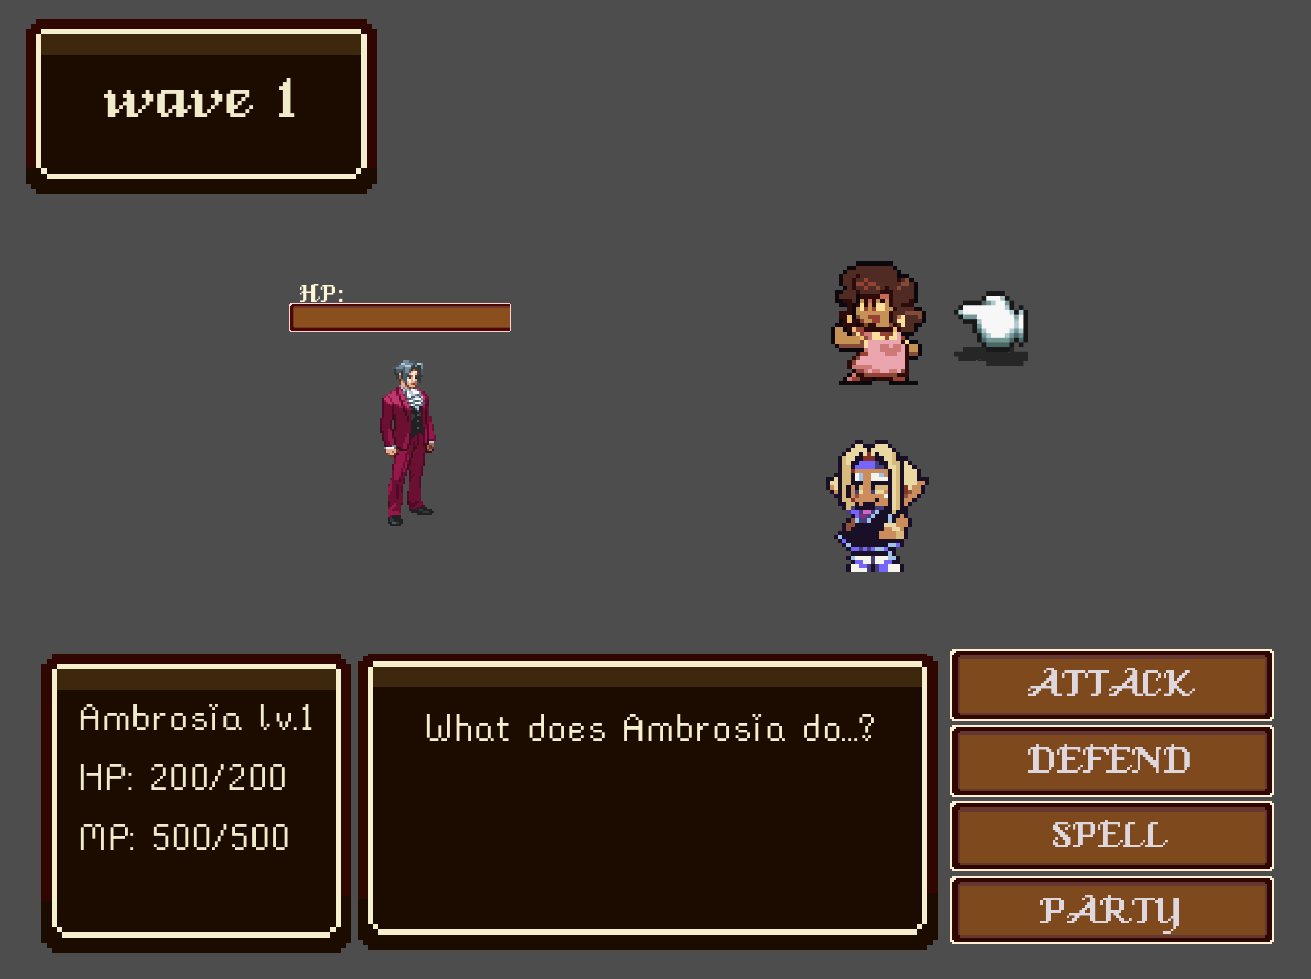 wave 1
HP:
Ambrosia lv.1
HP: 200/200
MP: 500/500
What does Ambrosia do...?
ATTACK
DEFEND
SPELL
PARTY